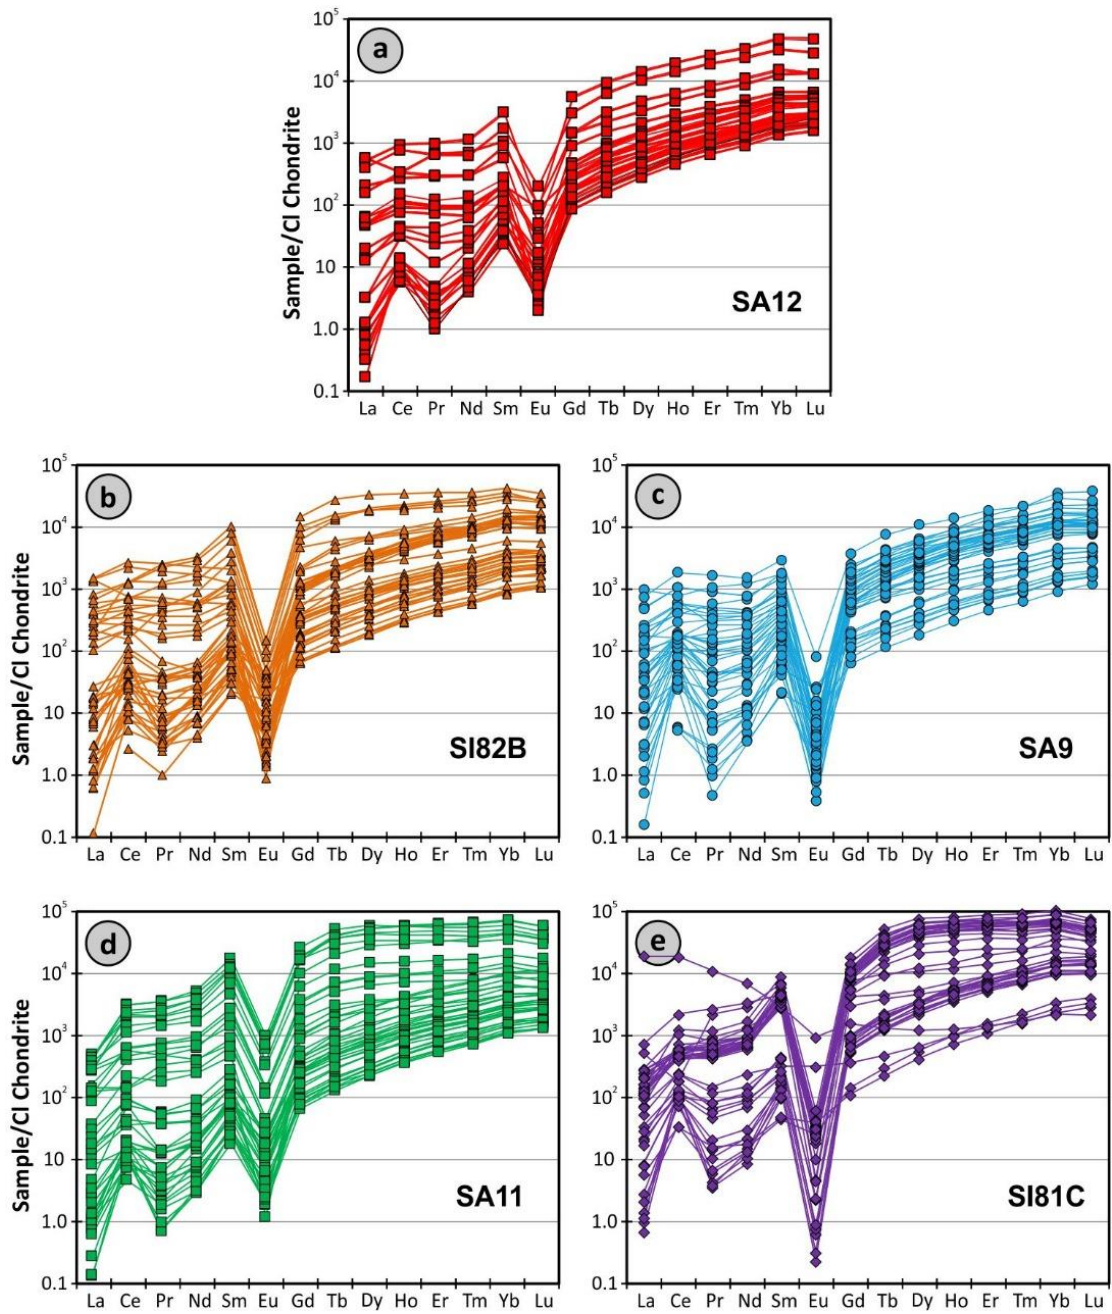 a
10⁵
10⁴
10³
10²
10
1.0
0.1
Sample/CI Chondrite
SA12
La Ce Pr Nd Sm Eu Gd Tb Dy Ho Er Tm Yb Lu
b
10⁵
10⁴
10³
10²
10
1.0
0.1
Sample/CI Chondrite
SI82B
La Ce Pr Nd Sm Eu Gd Tb Dy Ho Er Tm Yb Lu
c
10⁵
10⁴
10³
10²
10
1.0
0.1
SA9
La Ce Pr Nd Sm Eu Gd Tb Dy Ho Er Tm Yb Lu
d
10⁵
10⁴
10³
10²
10
1.0
0.1
Sample/CI Chondrite
SA11
La Ce Pr Nd Sm Eu Gd Tb Dy Ho Er Tm Yb Lu
e
10⁵
10⁴
10³
10²
10
1.0
0.1
SI81C
La Ce Pr Nd Sm Eu Gd Tb Dy Ho Er Tm Yb Lu